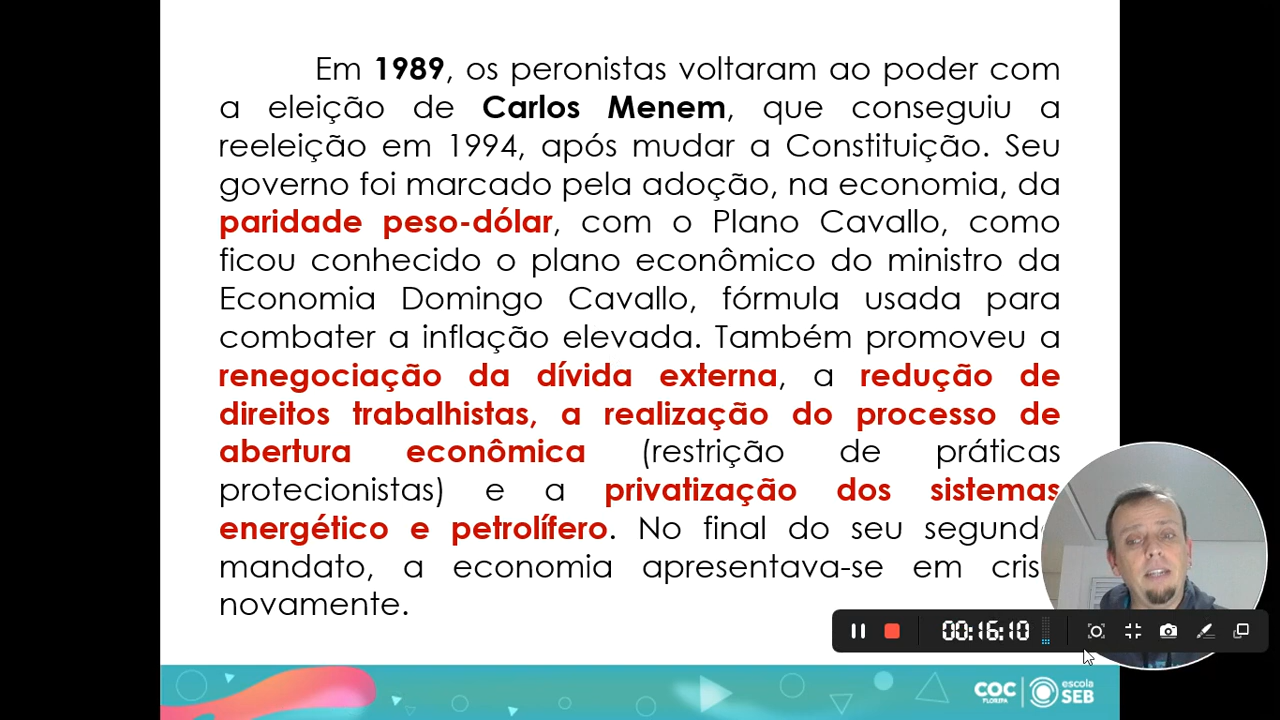 Em 1989, os peronistas voltaram ao poder com
a eleição de Carlos Menem, que conseguiu a
reeleição em 1994, após mudar a Constituição. Seu
governo foi marcado pela adoção, na economia, da
paridade peso-dólar, com o Plano Cavallo, como
ficou conhecido o plano econômico do ministro da
Economia Domingo Cavallo, fórmula usada para
combater a inflação elevada. Também promoveu a
renegociação da dívida externa, a redução de
direitos trabalhistas, a realização do processo de
abertura econômica (restrição de práticas
protecionistas) e a privatização dos sistemas
energético e petrolífero. No final do seu segund
mandato, a economia apresentava-se em cris
novamente.
00:16:10
COC
FLORIPA
escola
SEB